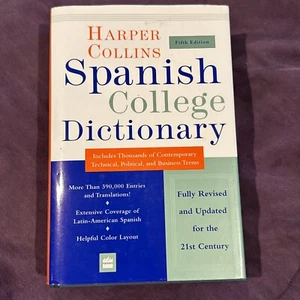 HARPER
COLLINS
Fifth Edition
Spanish
College
Dictionary
Includes Thousands of Contemporary
Technical, Political, and Business Terms
More Than 390,000 Entries
and Translations!
Extensive Coverage of
Latin-American Spanish
Helpful Color Layout
Fully Revised
and Updated
for the
21st Century